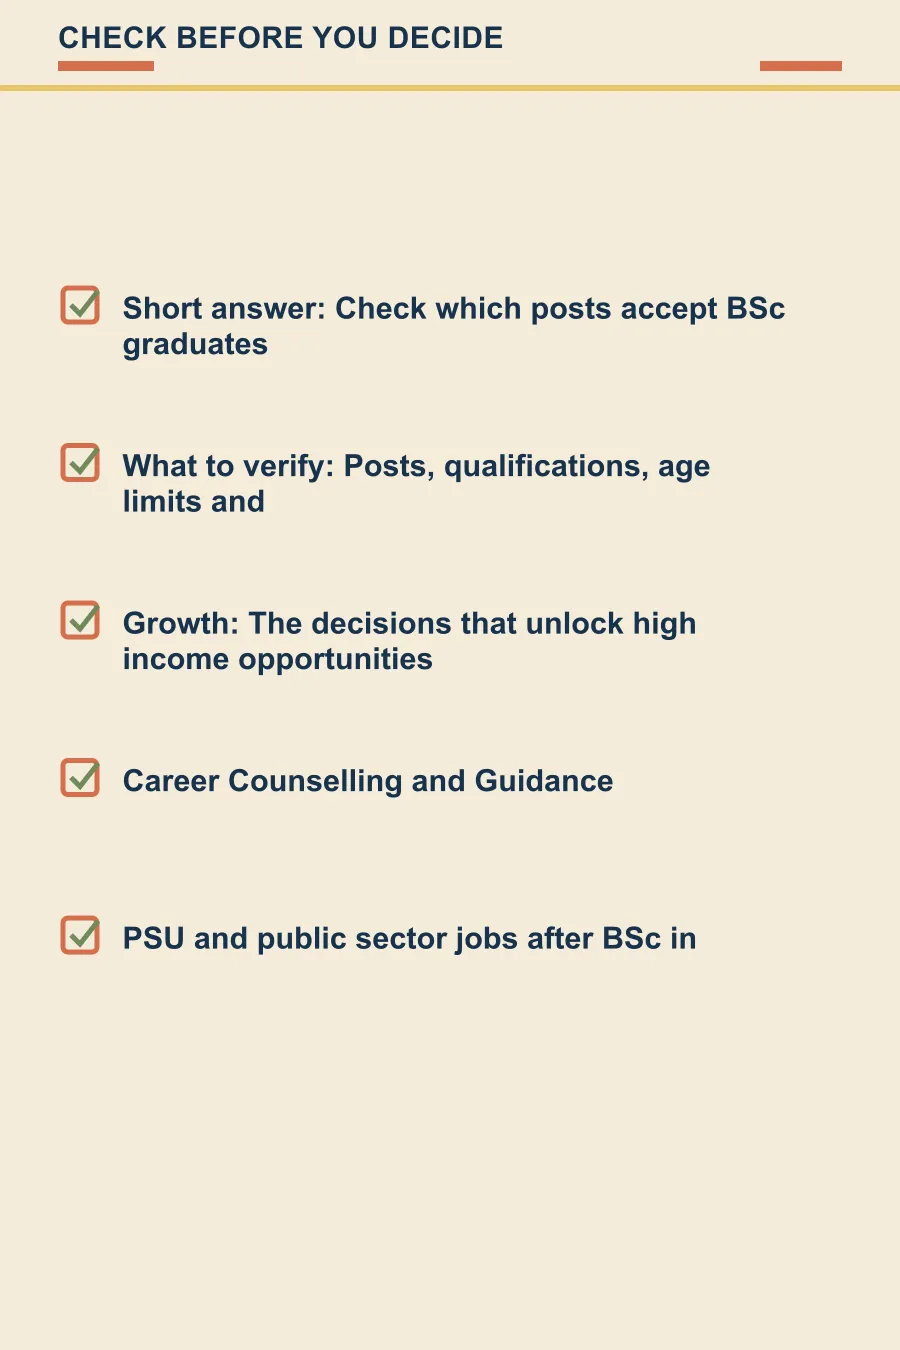 CHECK BEFORE YOU DECIDE
Short answer: Check which posts accept BSc
graduates
What to verify: Posts, qualifications, age
limits and
Growth: The decisions that unlock high
income opportunities
Career Counselling and Guidance
PSU and public sector jobs after BSc in